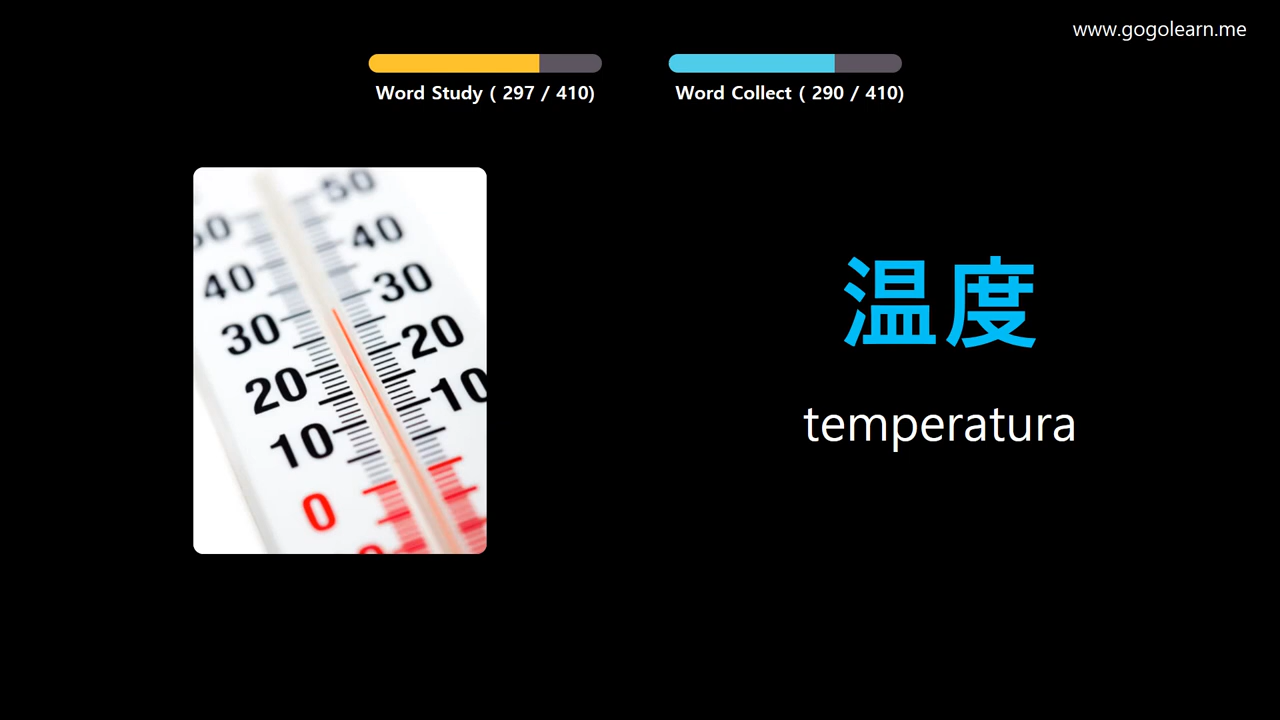 www.gogolearn.me
Word Study ( 297 / 410)
Word Collect ( 290 / 410)
50
40
30
20
10
40
30
20
10
0
温度
temperatura